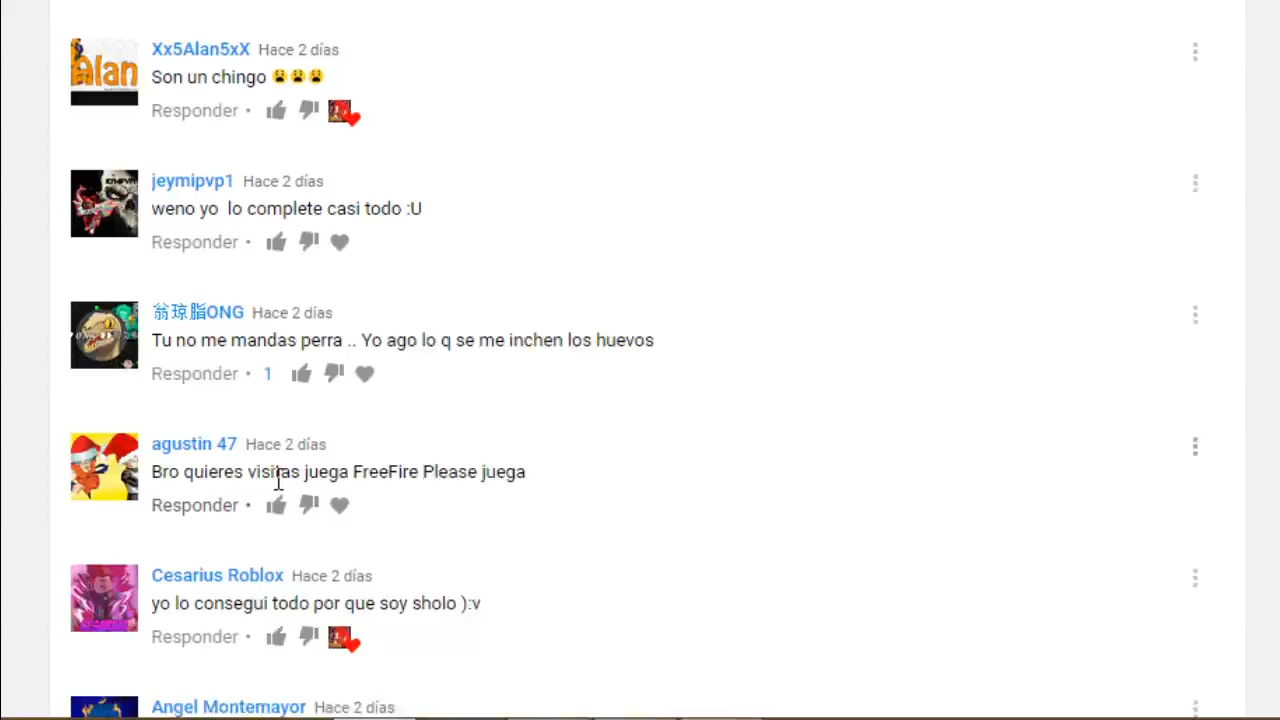 Xx5Alan5xX Hace 2 días
Alan
Son un chingo 😫😫😫
Responder •
jeymipvp1 Hace 2 días
weno yo lo complete casi todo :U
Responder •
翁琼脂ONG Hace 2 días
Tu no me mandas perra .. Yo ago lo q se me inchen los huevos
Responder • 1
agustin 47 Hace 2 días
Bro quieres visitas juega FreeFire Please juega
Responder •
Cesarius Roblox Hace 2 días
yo lo consegui todo por que soy sholo ):v
Responder •
Angel Montemayor Hace 2 días